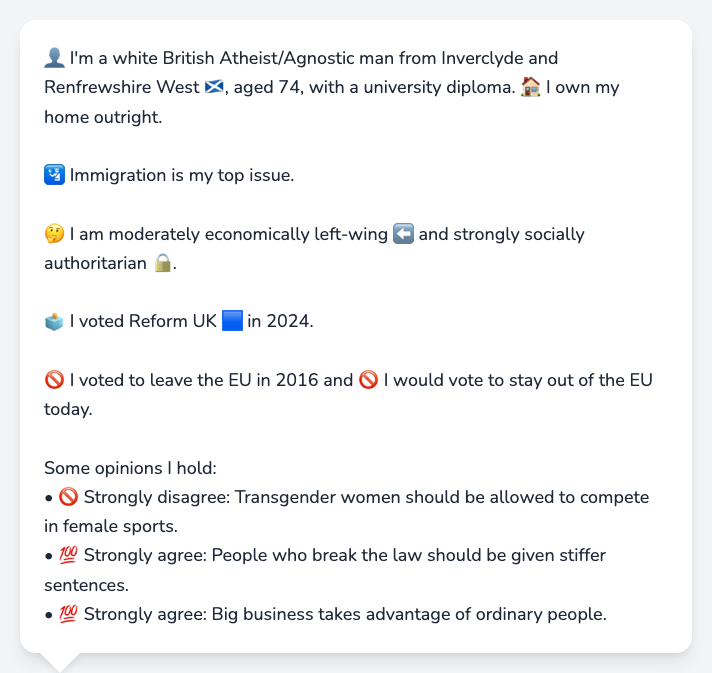 👤 I'm a white British Atheist/Agnostic man from Inverclyde and
Renfrewshire West 🏴󠁧󠁢󠁳󠁣󠁴󠁿, aged 74, with a university diploma. 🏠 I own my
home outright.
🛂 Immigration is my top issue.
🤔 I am moderately economically left-wing ⬅️ and strongly socially
authoritarian 🔒.
🗳️ I voted Reform UK 🟦 in 2024.
🚫 I voted to leave the EU in 2016 and 🚫 I would vote to stay out of the EU
today.
Some opinions I hold:
• 🚫 Strongly disagree: Transgender women should be allowed to compete
in female sports.
• 💯 Strongly agree: People who break the law should be given stiffer
sentences.
• 💯 Strongly agree: Big business takes advantage of ordinary people.